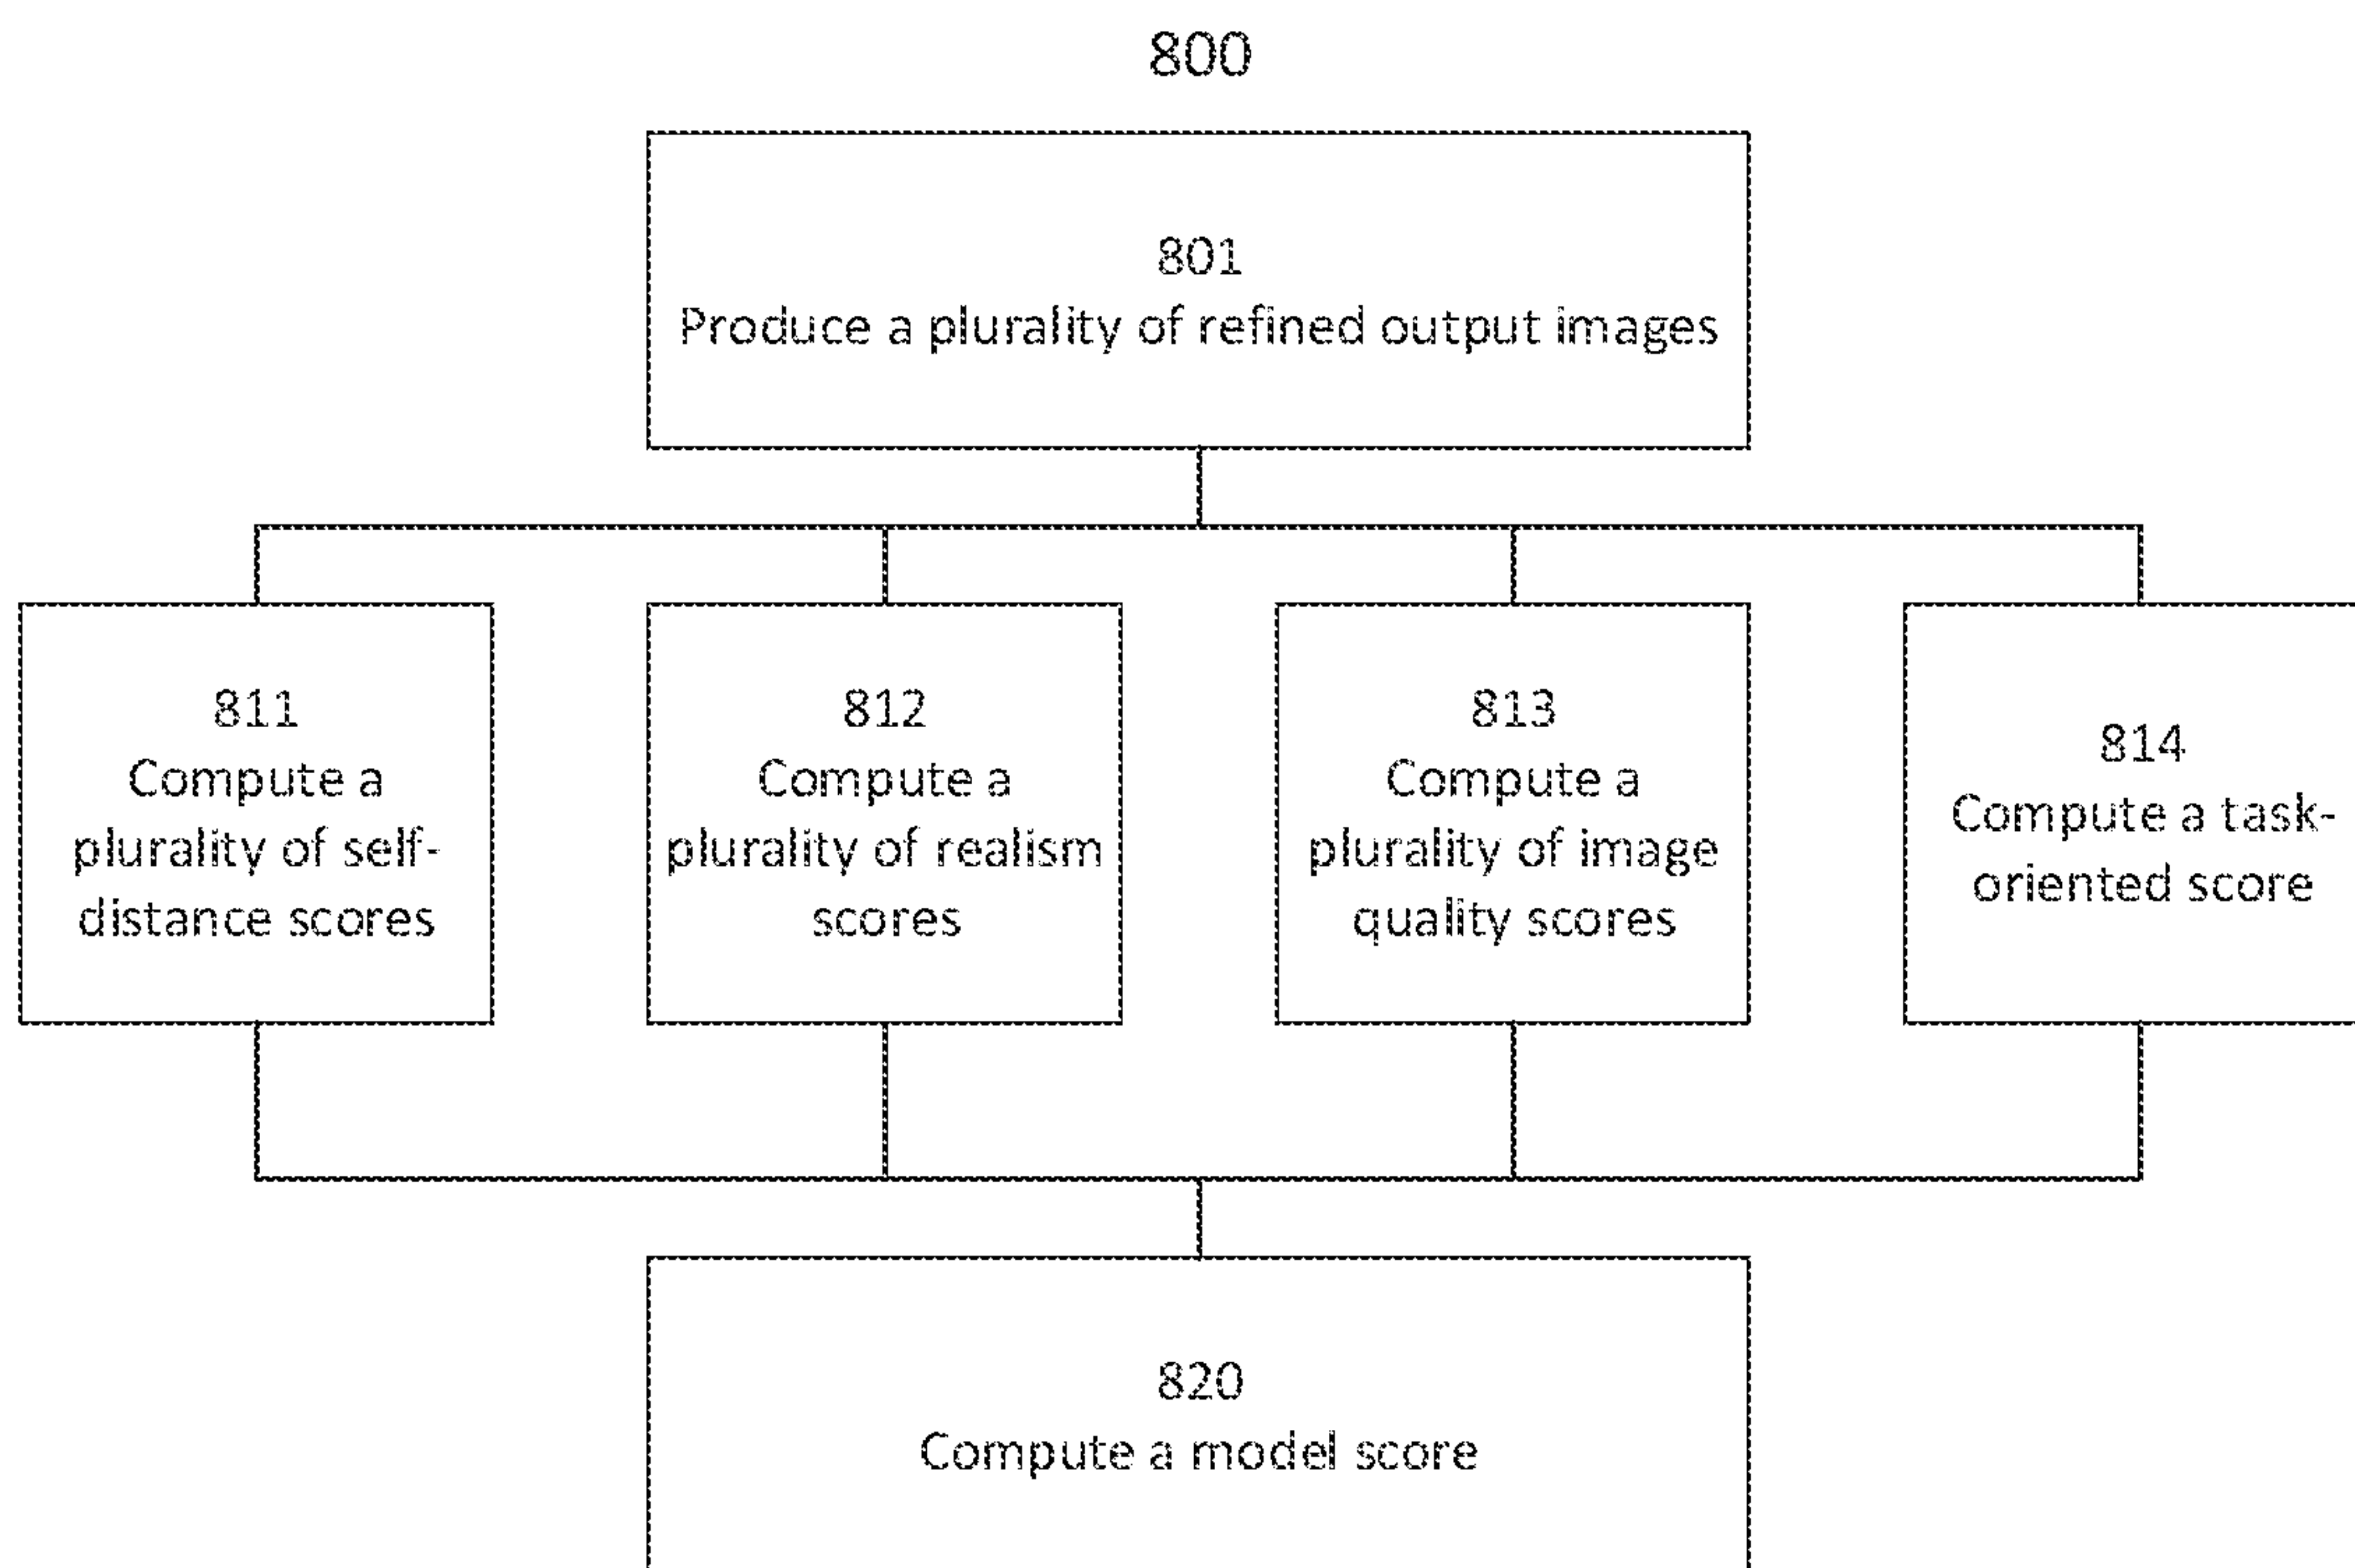 800
801
Produce a plurality of refined output images
811
Compute a
plurality of self-
distance scores
812
Compute a
plurality of realism
scores
813
Compute a
plurality of image
quality scores
814
Compute a task-
oriented score
820
Compute a model score